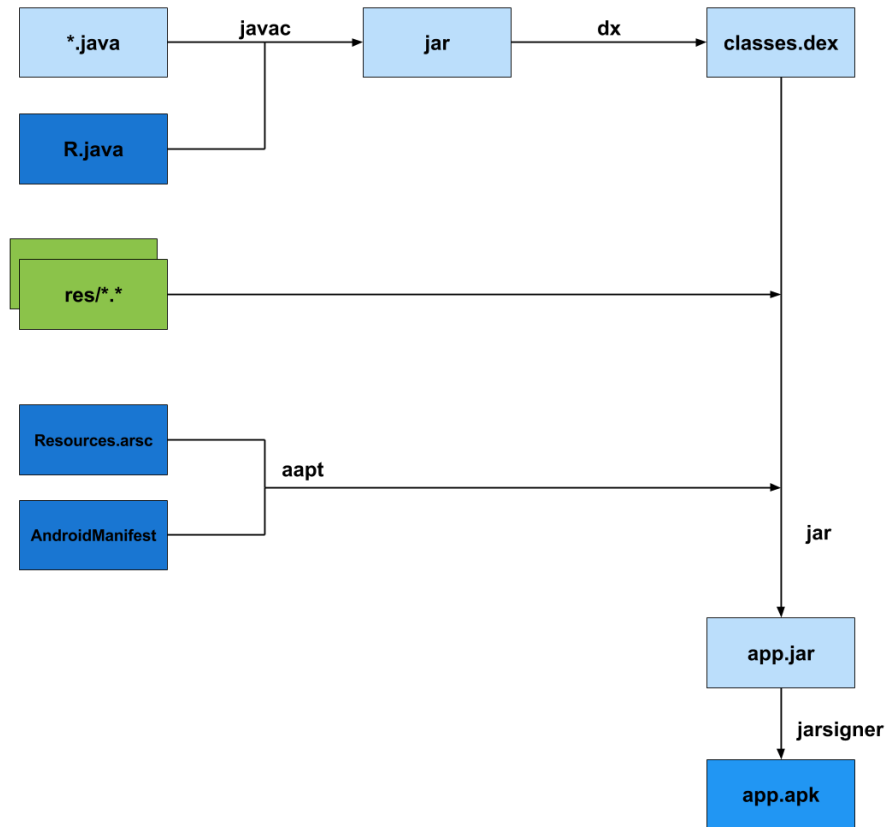 *.java
javac
jar
dx
classes.dex
R.java
res/*.*
Resources.arsc
aapt
AndroidManifest
jar
app.jar
jarsigner
app.apk